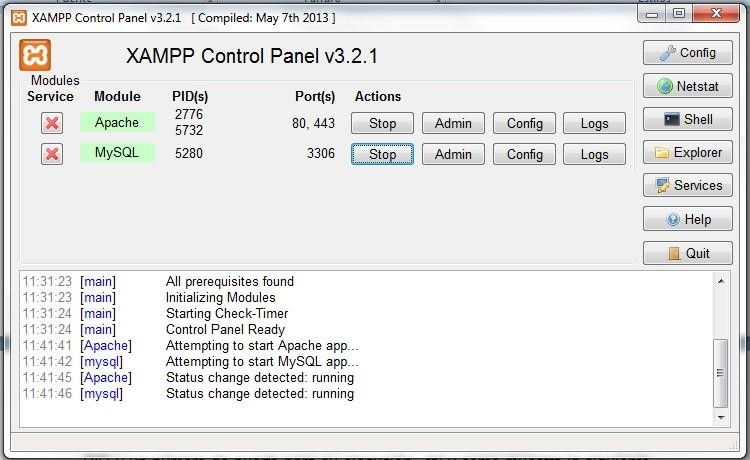 XAMPP Control Panel v3.2.1 [ Compiled: May 7th 2013 ]
XAMPP Control Panel v3.2.1
Config
Modules
Service Module PID(s) Port(s) Actions
Netstat
Apache 2776 5732 80, 443 Stop Admin Config Logs
Shell
MySQL 5280 3306 Stop Admin Config Logs
Explorer
Services
Help
Quit
11:31:23 [main] All prerequisites found
11:31:23 [main] Initializing Modules
11:31:24 [main] Starting Check-Timer
11:31:24 [main] Control Panel Ready
11:41:41 [Apache] Attempting to start Apache app...
11:41:42 [mysql] Attempting to start MySQL app...
11:41:45 [Apache] Status change detected: running
11:41:46 [mysql] Status change detected: running